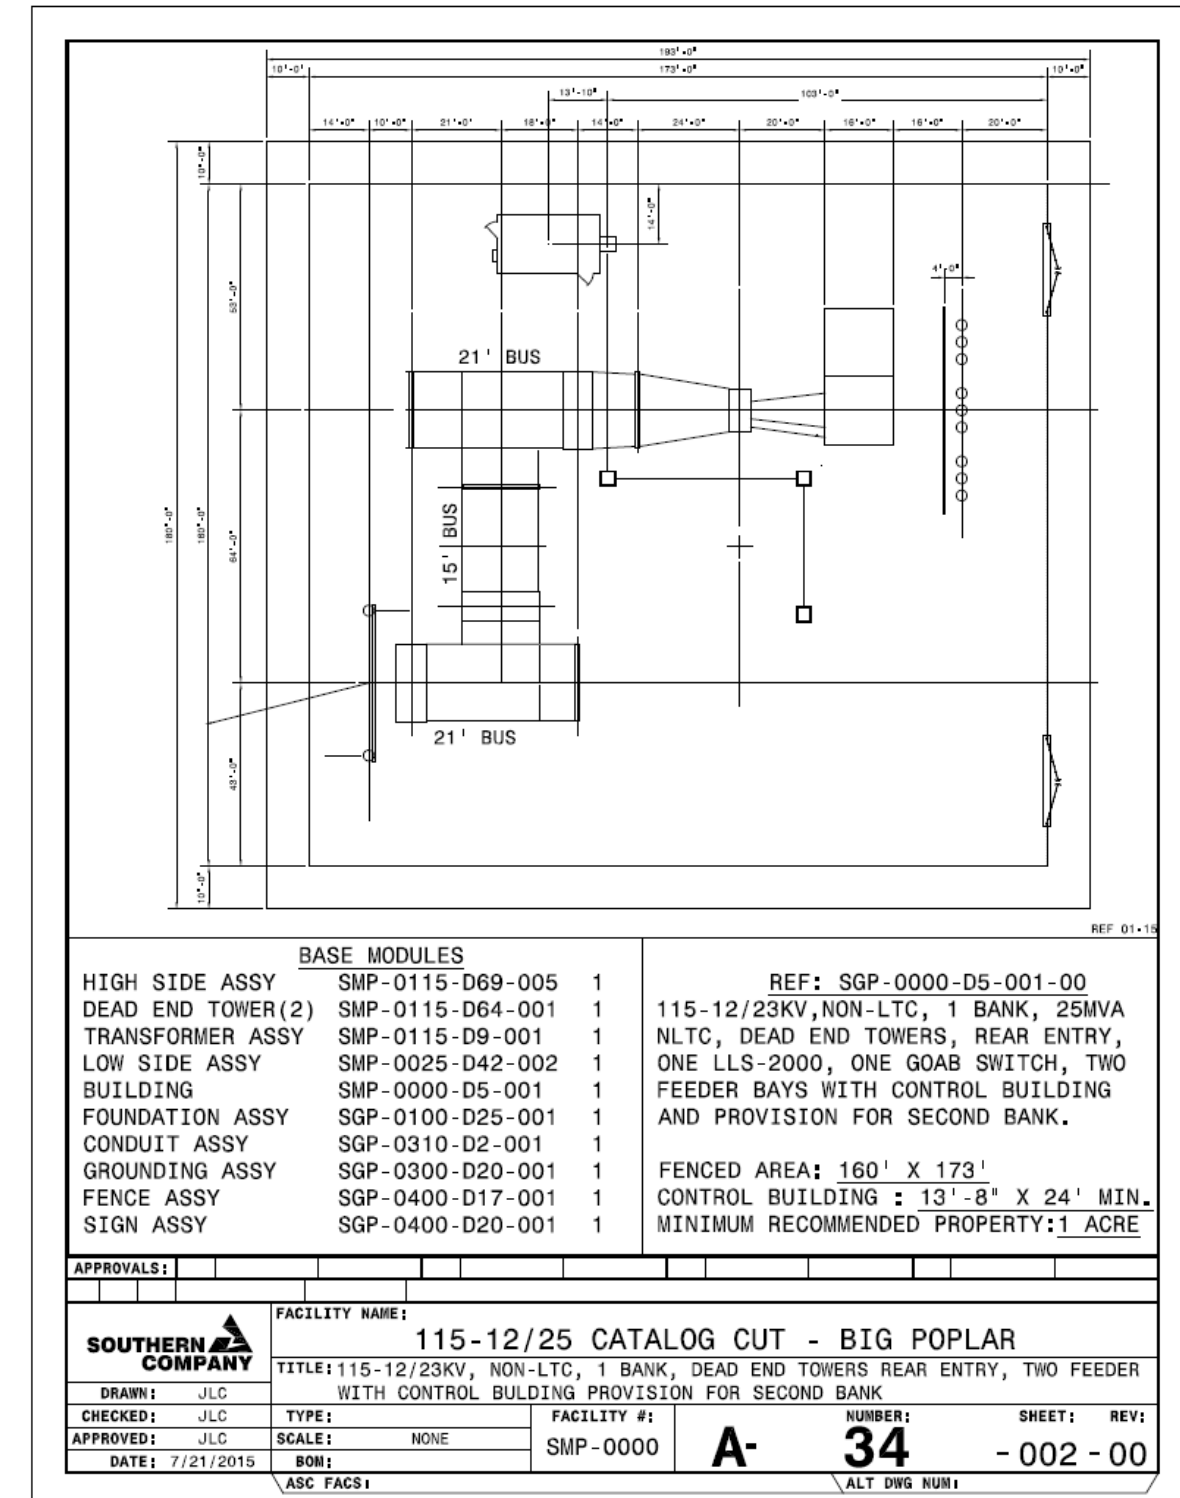 193'-0"
10'-0"
173'-0"
10'-0"
13'-10"
103'-0"
14'-0"
10'-0"
21'-0"
18'-0"
14'-0"
24'-0"
20'-0"
16'-0"
16'-0"
20'-0"
10'-0"
14'-0"
4'-0"
53'-0"
21' BUS
15' BUS
180'-0"
180'-0"
64'-0"
21' BUS
43'-0"
10'-0"
REF 01-15
BASE MODULES
HIGH SIDE ASSY SMP-0115-D69-005 1
DEAD END TOWER(2) SMP-0115-D64-001 1
TRANSFORMER ASSY SMP-0115-D9-001 1
LOW SIDE ASSY SMP-0025-D42-002 1
BUILDING SMP-0000-D5-001 1
FOUNDATION ASSY SGP-0100-D25-001 1
CONDUIT ASSY SGP-0310-D2-001 1
GROUNDING ASSY SGP-0300-D20-001 1
FENCE ASSY SGP-0400-D17-001 1
SIGN ASSY SGP-0400-D20-001 1
REF: SGP-0000-D5-001-00
115-12/23KV,NON-LTC, 1 BANK, 25MVA
NLTC, DEAD END TOWERS, REAR ENTRY,
ONE LLS-2000, ONE GOAB SWITCH, TWO
FEEDER BAYS WITH CONTROL BUILDING
AND PROVISION FOR SECOND BANK.
FENCED AREA: 160' X 173'
CONTROL BUILDING : 13'-8" X 24' MIN.
MINIMUM RECOMMENDED PROPERTY:1 ACRE
APPROVALS:
SOUTHERN
COMPANY
FACILITY NAME:
115-12/25 CATALOG CUT - BIG POPLAR
TITLE:115-12/23KV, NON-LTC, 1 BANK, DEAD END TOWERS REAR ENTRY, TWO FEEDER
WITH CONTROL BULDING PROVISION FOR SECOND BANK
DRAWN: JLC
CHECKED: JLC
APPROVED: JLC
DATE: 7/21/2015
TYPE:
SCALE: NONE
BOM:
FACILITY #:
SMP-0000
NUMBER:
A- 34
SHEET: REV:
-002-00
ASC FACS:
ALT DWG NUM: